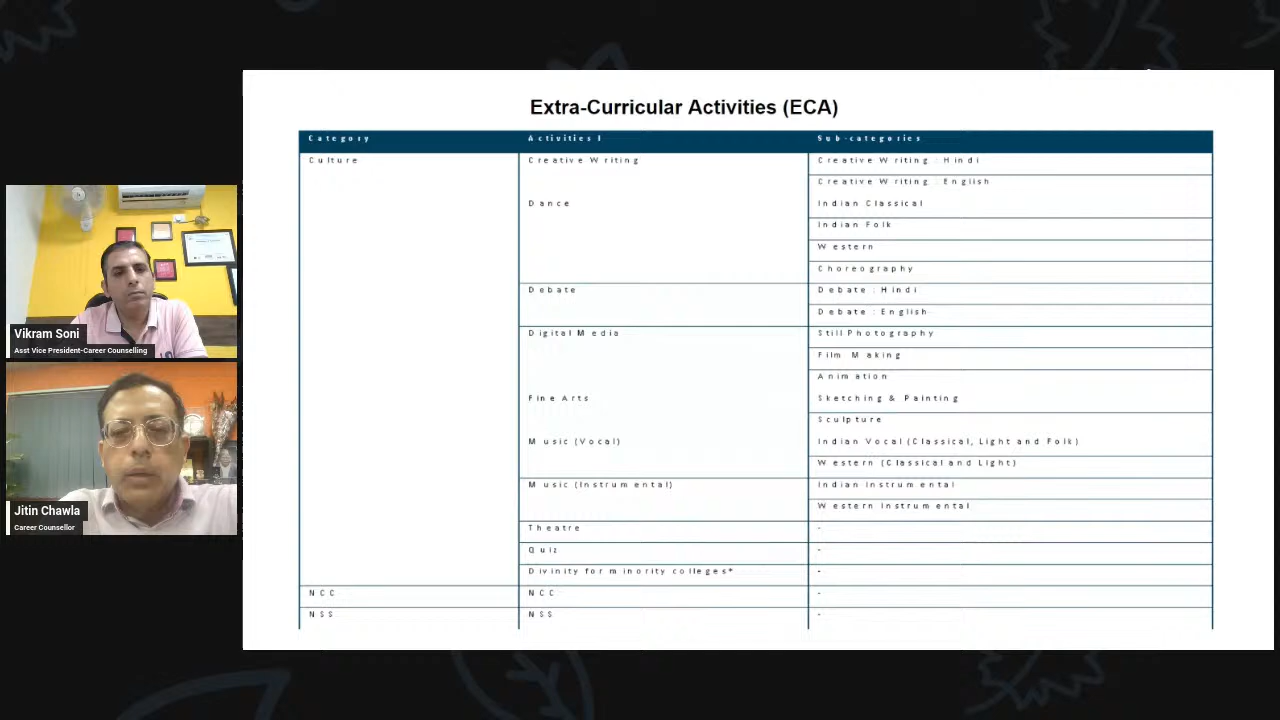 Extra-Curricular Activities (ECA)
Category Activities I Sub-categories
Culture Creative Writing Creative Writing : Hindi
Creative Writing : English
Dance Indian Classical
Indian Folk
Western
Choreography
Debate Debate : Hindi
Debate : English
Digital Media Still Photography
Film Making
Animation
Fine Arts Sketching & Painting
Sculpture
Music (Vocal) Indian Vocal (Classical, Light and Folk)
Western (Classical and Light)
Music (Instrumental) Indian Instrumental
Western Instrumental
Theatre -
Quiz -
Divinity for minority colleges* -
NCC NCC -
NSS NSS -
Vikram Soni
Asst Vice President-Career Counselling
Jitin Chawla
Career Counsellor